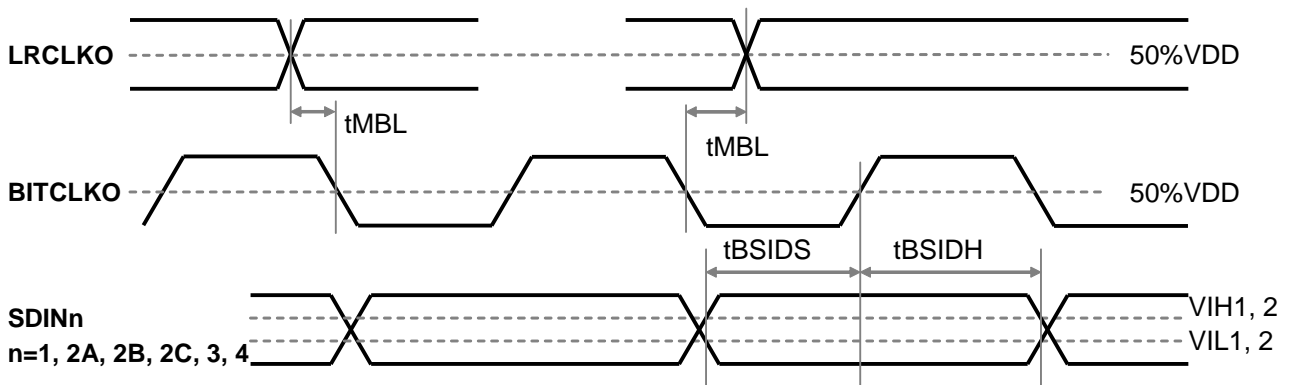 LRCLKO
50%VDD
tMBL
tMBL
BITCLKO
50%VDD
tBSIDS
tBSIDH
SDINn
n=1, 2A, 2B, 2C, 3, 4
VIH1, 2
VIL1, 2